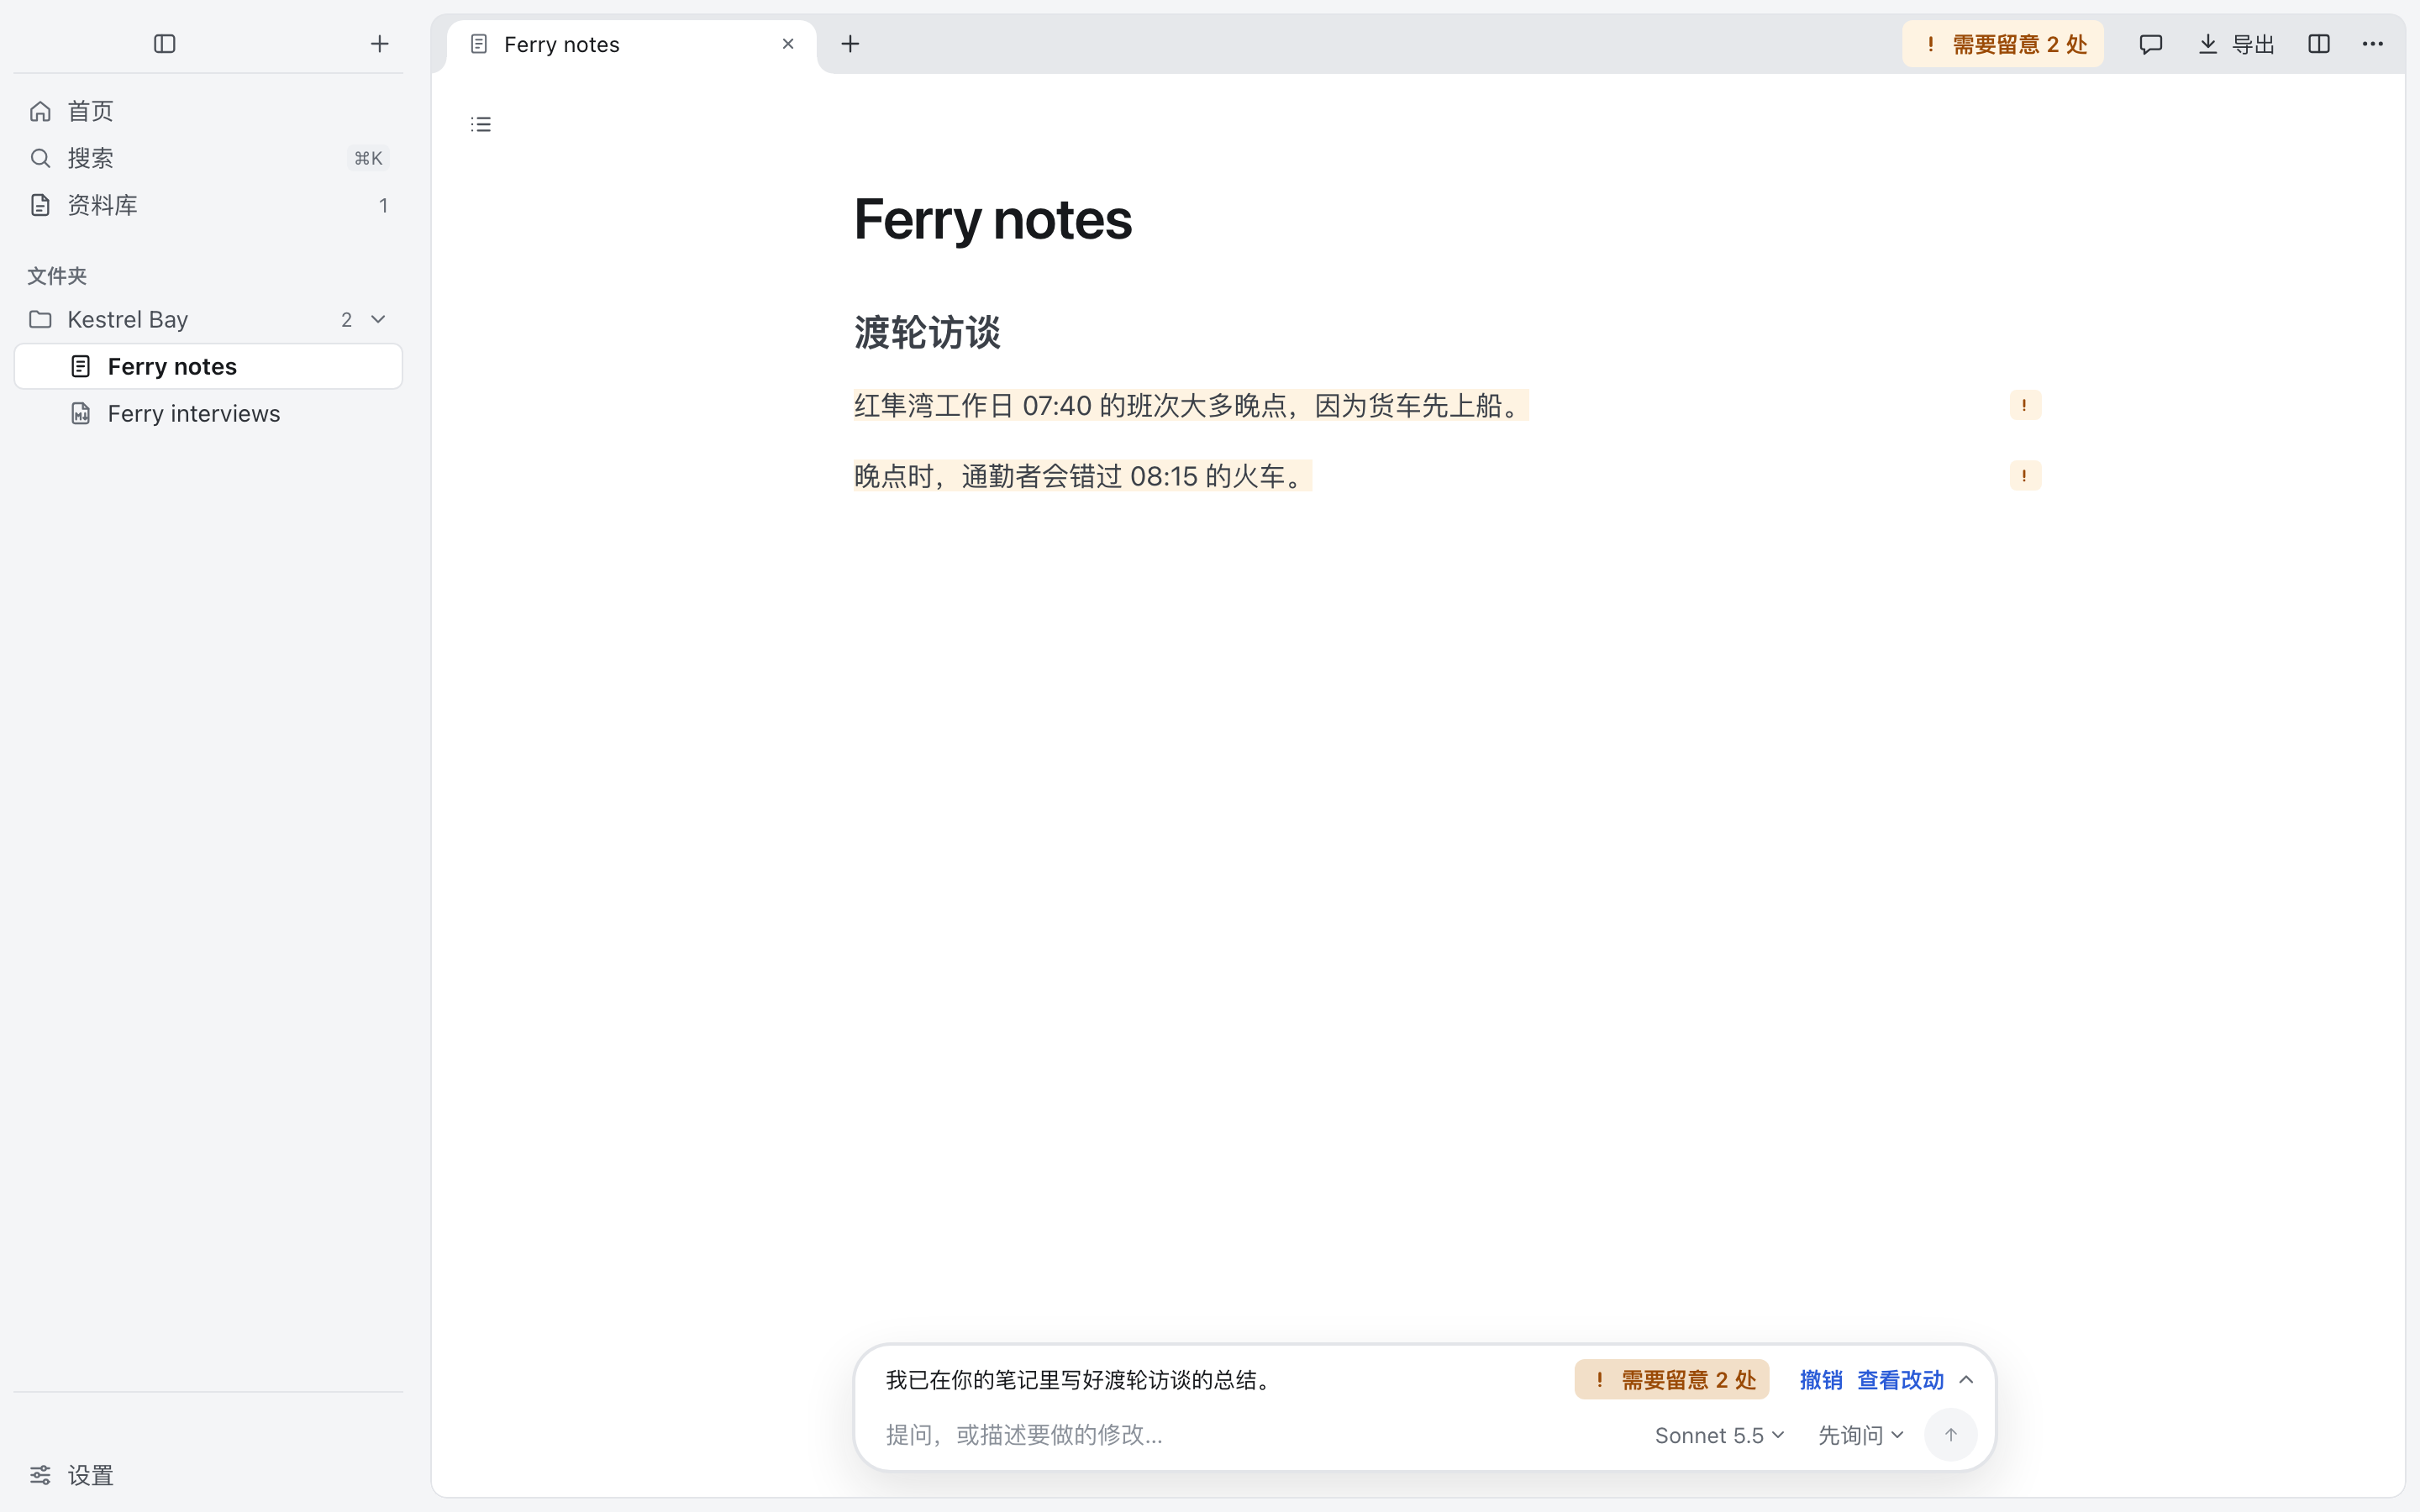 Ferry notes
! 需要留意 2 处
导出
首页
搜索 ⌘K
资料库 1
文件夹
Kestrel Bay 2
Ferry notes
Ferry interviews
设置
Ferry notes
渡轮访谈
红隼湾工作日 07:40 的班次大多晚点，因为货车先上船。 !
晚点时，通勤者会错过 08:15 的火车。 !
我已在你的笔记里写好渡轮访谈的总结。 ! 需要留意 2 处 撤销 查看改动
提问，或描述要做的修改... Sonnet 5.5 先询问